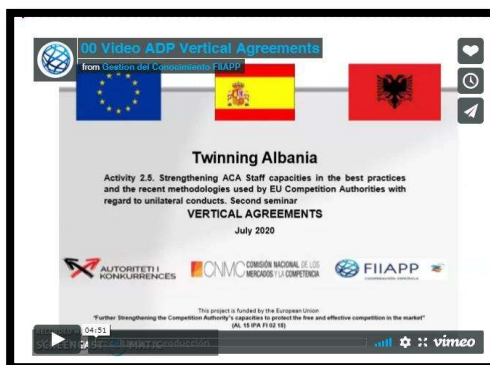 00 Video ADP Vertical Agreements
from Gestion del Conocimiento FIIAPP
Twinning Albania
Activity 2.5. Strengthening ACA Staff capacities in the best practices
and the recent methodologies used by EU Competition Authorities with
regard to unilateral conducts. Second seminar
VERTICAL AGREEMENTS
July 2020
AUTORITETI I
KONKURRENCES
CNMC
COMISIÓN NACIONAL DE LOS
MERCADOS Y LA COMPETENCIA
FIIAPP
This project is funded by the European Union
"Further Strengthening the Competition Authority's capacities to protect the free and effective competition in the market"
(AL 15 IPA FI 02 18)
04:51
vimeo